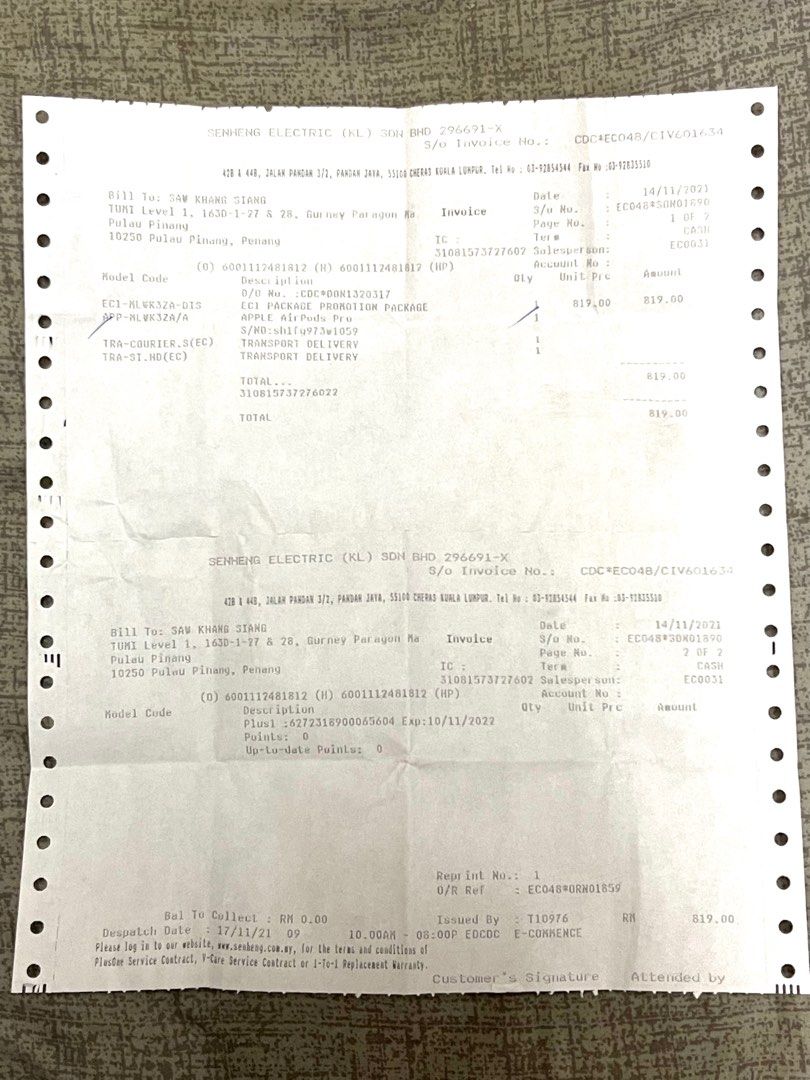 SENHENG ELECTRIC (KL) SDN BHD 296691-X
S/o Invoice No.: CDC*EC048/CIV601634
42B & 44B, JALAN PANDAN 3/2, PANDAN JAYA, 55100 CHERAS KUALA LUMPUR. Tel No : 03-92854544 Fax No :03-92835510
Bill To: SAW KHANG SIANG Date : 14/11/2021
TUMI Level 1, 163D-1-27 & 28, Gurney Paragon Ma Invoice S/o No. : EC048*SON01890
Pulau Pinang Page No. : 1 OF 2
10250 Pulau Pinang, Penang IC : Term : CASH
31081573727602 Salesperson: EC0031
(O) 6001112481812 (H) 6001112481812 (HP) Account No :
Model Code Description Qty Unit Prc Amount
D/O No. :CDC*DON1320317
EC1-MLWK3ZA-DIS EC1 PACKAGE PROMOTION PACKAGE 1 819.00 819.00
APP-MLWK3ZA/A APPLE AirPods Pro 1
S/NO:sh1fq973w1059
TRA-COURIER.S(EC) TRANSPORT DELIVERY 1
TRA-SI.HD(EC) TRANSPORT DELIVERY 1
TOTAL... 819.00
310815737276022
TOTAL 819.00
SENHENG ELECTRIC (KL) SDN BHD 296691-X
S/o Invoice No.: CDC*EC048/CIV601634
42B & 44B, JALAN PANDAN 3/2, PANDAN JAYA, 55100 CHERAS KUALA LUMPUR. Tel No : 03-92854544 Fax No :03-92835510
Bill To: SAW KHANG SIANG Date : 14/11/2021
TUMI Level 1, 163D-1-27 & 28, Gurney Paragon Ma Invoice S/o No. : EC048*SON01890
Pulau Pinang Page No. : 2 OF 2
10250 Pulau Pinang, Penang IC : Term : CASH
31081573727602 Salesperson: EC0031
(O) 6001112481812 (H) 6001112481812 (HP) Account No :
Model Code Description Qty Unit Prc Amount
Plus1 :6272318900065604 Exp:10/11/2022
Points: 0
Up-to-date Points: 0
Reprint No.: 1
O/R Ref : EC048*ORN01859
Bal To Collect : RM 0.00 Issued By : T10976 RM 819.00
Despatch Date : 17/11/21 09 10.00AM - 08:00P EDCDC E-COMMENCE
Please log in to our website, www.senheng.com.my, for the terms and conditions of
PlusOne Service Contract, V-Care Service Contract or 1-To-1 Replacement Warranty.
Customer's Signature Attended by